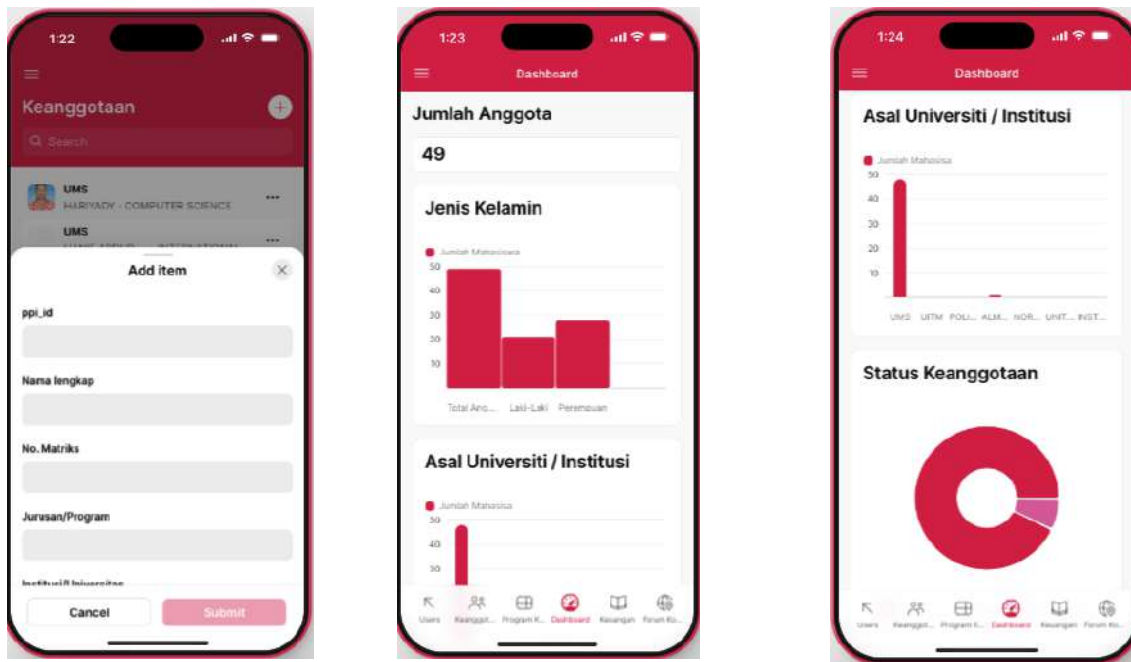 1:22
Keanggotaan
Search
UMS
HARIYADY - COMPUTER SCIENCE
UMS
Add item
ppi_id
Nama lengkap
No. Matriks
Jurusan/Program
Cancel
Submit
1:23
Dashboard
Jumlah Anggota
49
Jenis Kelamin
Jumlah Mahasiswa
50
40
30
20
10
Total Ang...
Laki-Laki
Perempuan
Asal Universiti / Institusi
Jumlah Mahasisa
50
40
30
Users
Keanggot...
Program K...
Dashboard
Keuangan
Forum Ko...
1:24
Dashboard
Asal Universiti / Institusi
Jumlah Mahasisa
50
40
30
20
10
UMS
UITM
POLI...
ALM...
NOR...
UNIT...
INST...
Status Keanggotaan
Users
Keanggot...
Program K...
Dashboard
Keuangan
Forum Ko...